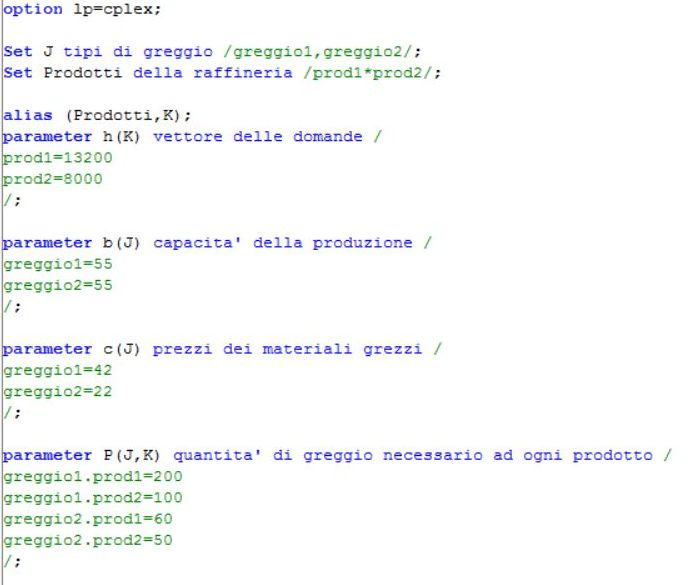 option lp=cplex;
Set J tipi di greggio /greggio1,greggio2/;
Set Prodotti della raffineria /prod1*prod2/;
alias (Prodotti,K);
parameter h(K) vettore delle domande /
prod1=13200
prod2=8000
/;
parameter b(J) capacita' della produzione /
greggio1=55
greggio2=55
/;
parameter c(J) prezzi dei materiali grezzi /
greggio1=42
greggio2=22
/;
parameter P(J,K) quantita' di greggio necessario ad ogni prodotto /
greggio1.prod1=200
greggio1.prod2=100
greggio2.prod1=60
greggio2.prod2=50
/;